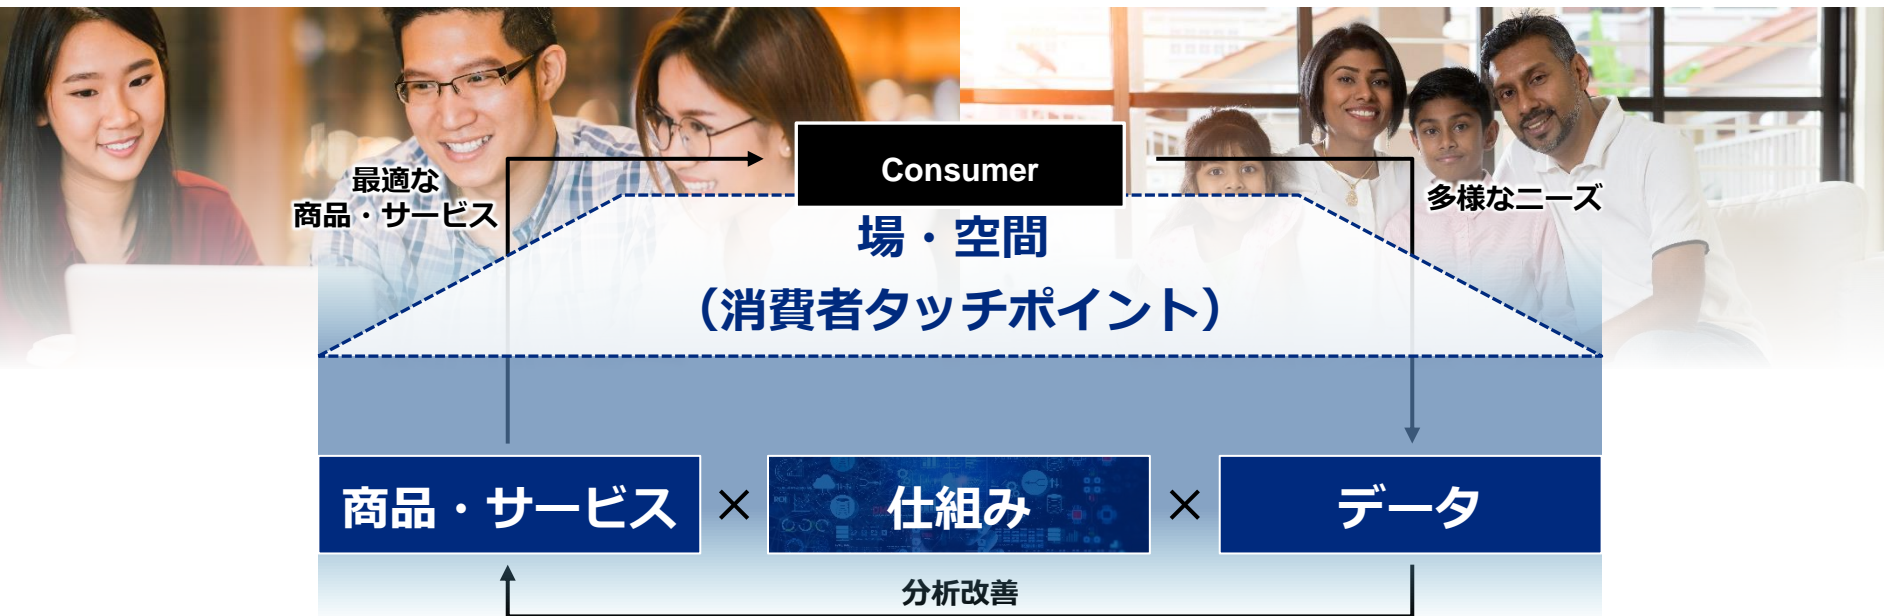 Consumer
最適な
商品・サービス
多様なニーズ
場・空間
（消費者タッチポイント）
商品・サービス × 仕組み × データ
分析改善